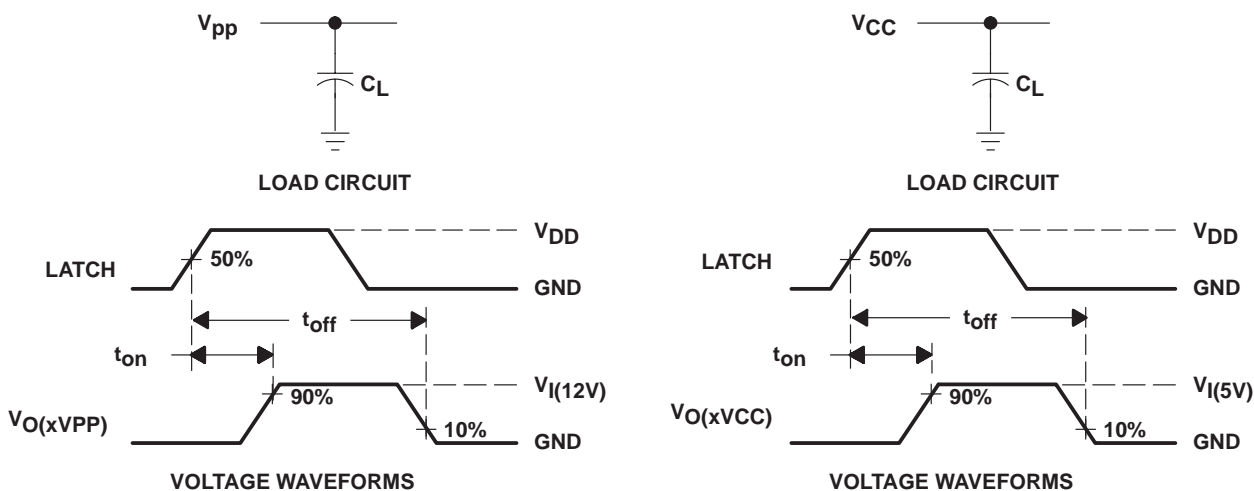 Vpp
CL
LOAD CIRCUIT
VDD
LATCH
50%
GND
toff
ton
VI(12V)
90%
VO(xVPP)
10%
GND
VOLTAGE WAVEFORMS
VCC
CL
LOAD CIRCUIT
VDD
LATCH
50%
GND
toff
ton
VI(5V)
90%
VO(xVCC)
10%
GND
VOLTAGE WAVEFORMS